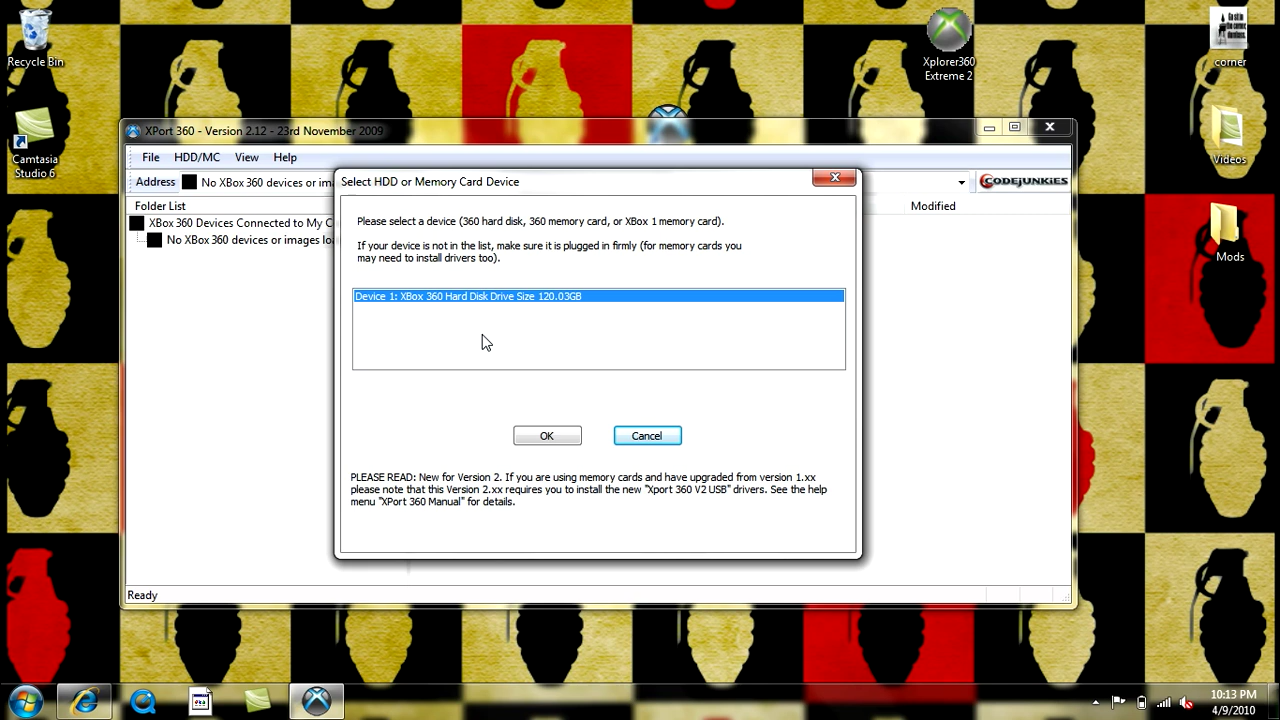 Recycle Bin
Camtasia
Studio 6
Xplorer360
Extreme 2
corner
Videos
Mods
XPort 360 - Version 2.12 - 23rd November 2009
File
HDD/MC
View
Help
Address
No XBox 360 devices or im
CODEJUNKIES
Folder List
Modified
XBox 360 Devices Connected to My C
No XBox 360 devices or images loa
Select HDD or Memory Card Device
Please select a device (360 hard disk, 360 memory card, or XBox 1 memory card).
If your device is not in the list, make sure it is plugged in firmly (for memory cards you
may need to install drivers too).
Device 1: XBox 360 Hard Disk Drive Size 120.03GB
OK
Cancel
PLEASE READ: New for Version 2. If you are using memory cards and have upgraded from version 1.xx
please note that this Version 2.xx requires you to install the new "Xport 360 V2 USB" drivers. See the help
menu "XPort 360 Manual" for details.
Ready
10:13 PM
4/9/2010